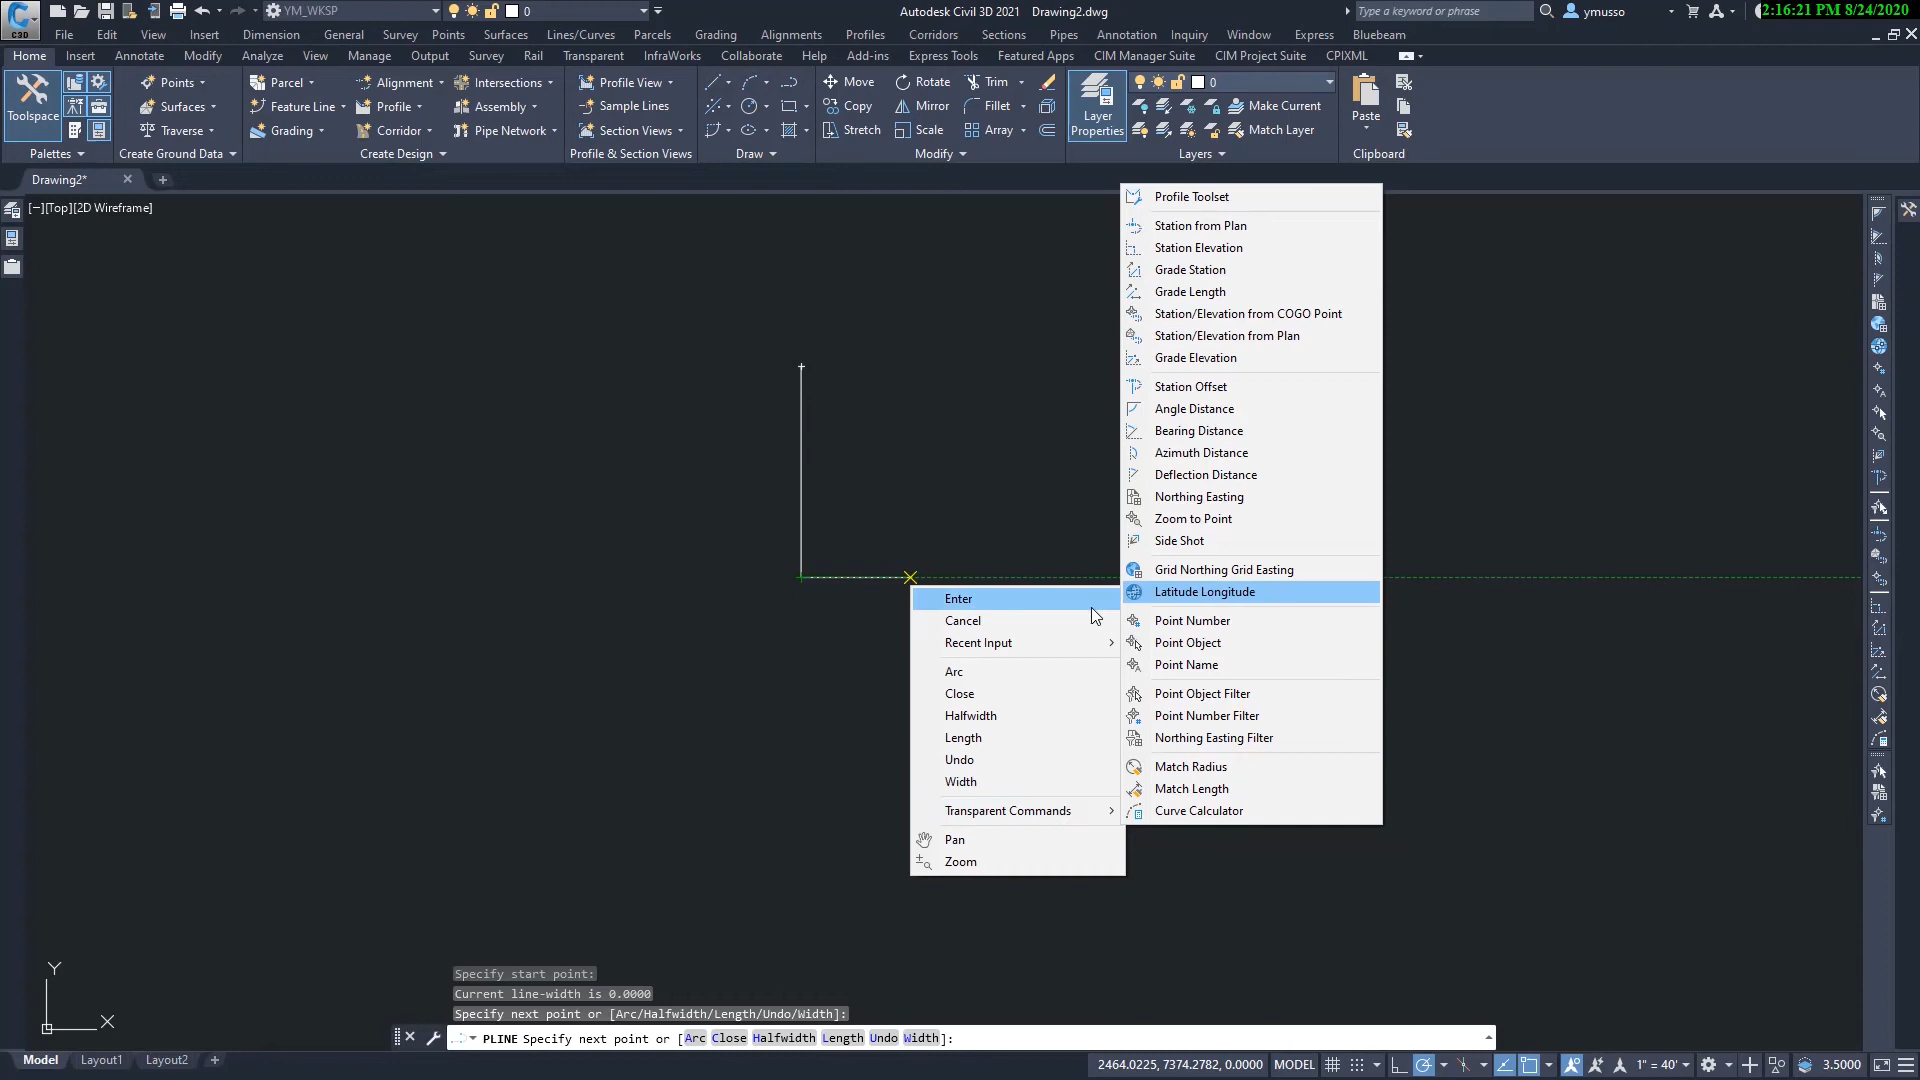 YM_WKSP
0
Autodesk Civil 3D 2021 Drawing2.dwg
Type a keyword or phrase
ymusso
2:16:21 PM 8/24/2020
C3D
File Edit View Insert Dimension General Survey Points Surfaces Lines/Curves Parcels Grading Alignments Profiles Corridors Sections Pipes Annotation Inquiry Window Express Bluebeam
Home Insert Annotate Modify Analyze View Manage Output Survey Rail Transparent InfraWorks Collaborate Help Add-ins Express Tools Featured Apps CIM Manager Suite CIM Project Suite CPIXML
Toolspace
Palettes
Points
Surfaces
Traverse
Create Ground Data
Parcel
Feature Line
Grading
Alignment
Profile
Corridor
Intersections
Assembly
Pipe Network
Create Design
Profile View
Sample Lines
Section Views
Profile & Section Views
Draw
Move
Copy
Stretch
Rotate
Mirror
Scale
Trim
Fillet
Array
Modify
Layer
Properties
0
Make Current
Match Layer
Layers
Paste
Clipboard
Drawing2*
[−][Top][2D Wireframe]
Profile Toolset
Station from Plan
Station Elevation
Grade Station
Grade Length
Station/Elevation from COGO Point
Station/Elevation from Plan
Grade Elevation
Station Offset
Angle Distance
Bearing Distance
Azimuth Distance
Deflection Distance
Northing Easting
Zoom to Point
Side Shot
Grid Northing Grid Easting
Latitude Longitude
Point Number
Point Object
Point Name
Point Object Filter
Point Number Filter
Northing Easting Filter
Match Radius
Match Length
Curve Calculator
Enter
Cancel
Recent Input
Arc
Close
Halfwidth
Length
Undo
Width
Transparent Commands
Pan
Zoom
Y
X
Specify start point:
Current line-width is 0.0000
Specify next point or [Arc/Halfwidth/Length/Undo/Width]:
PLINE Specify next point or [Arc Close Halfwidth Length Undo Width]:
Model Layout1 Layout2
2464.0225, 7374.2782, 0.0000 MODEL
1" = 40'
3.5000